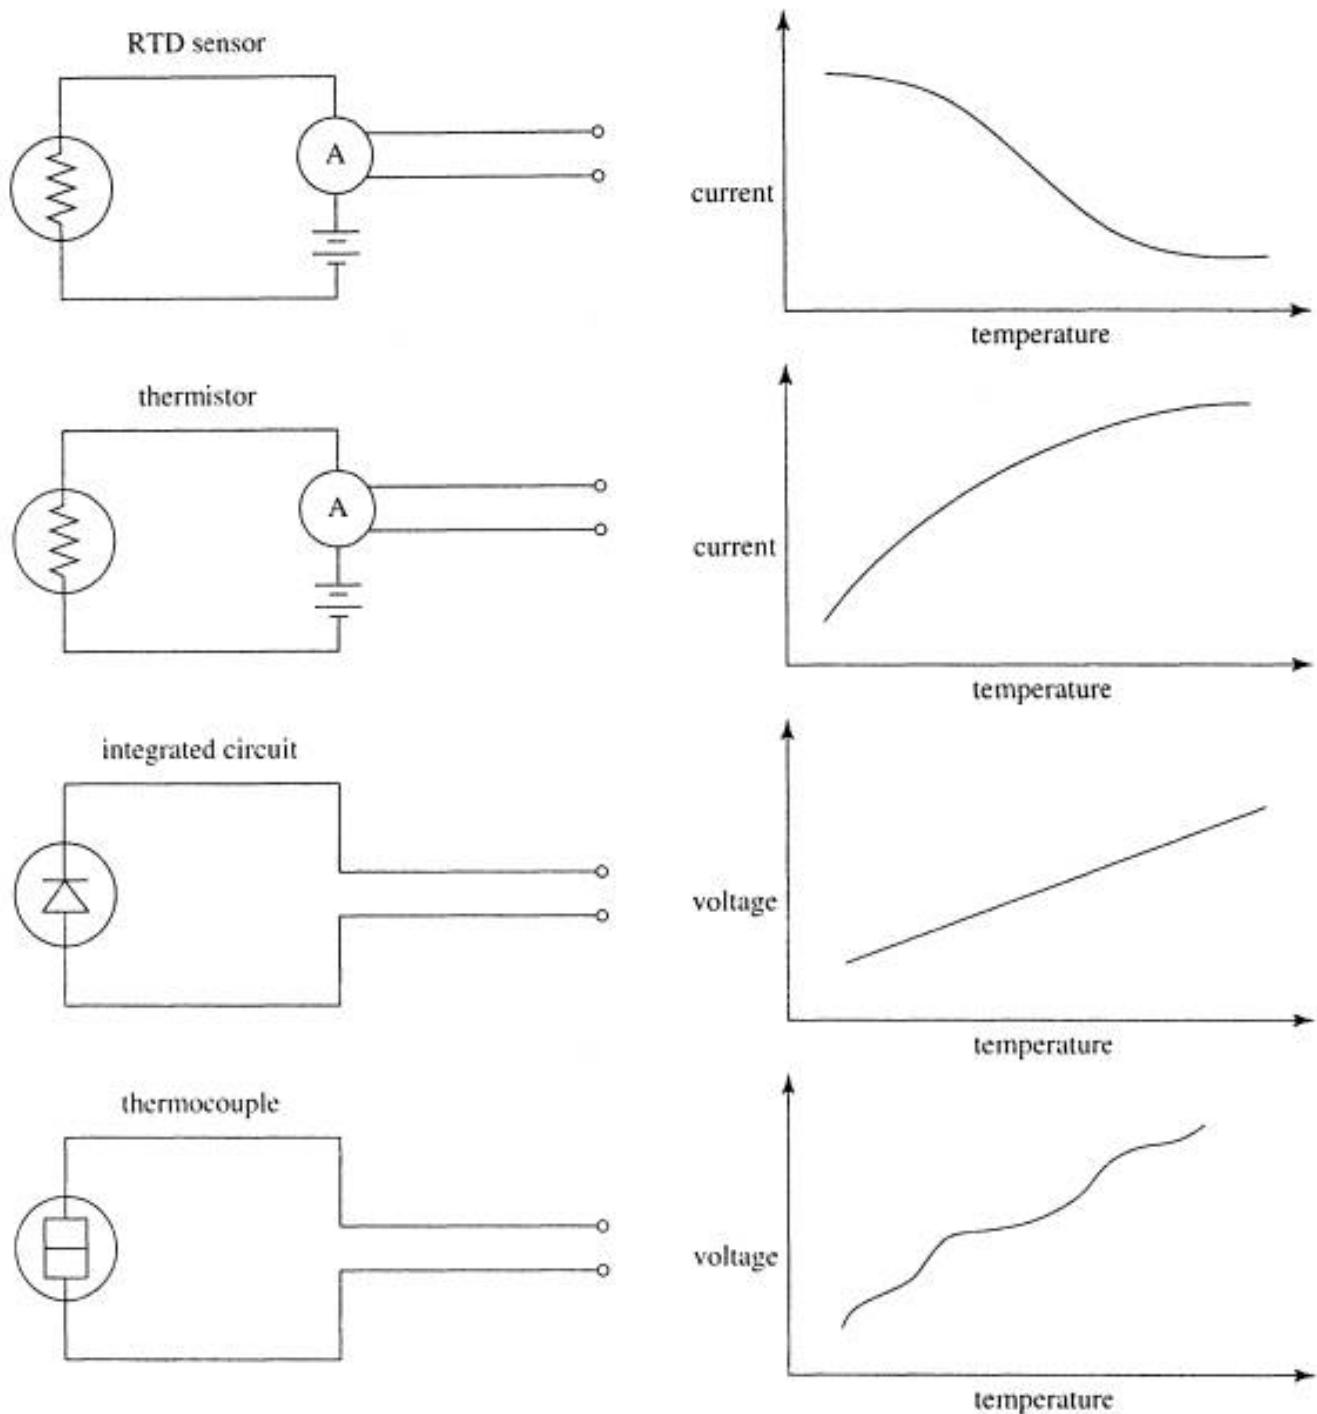 RTD sensor
A
current
temperature
thermistor
A
current
temperature
integrated circuit
voltage
temperature
thermocouple
voltage
temperature